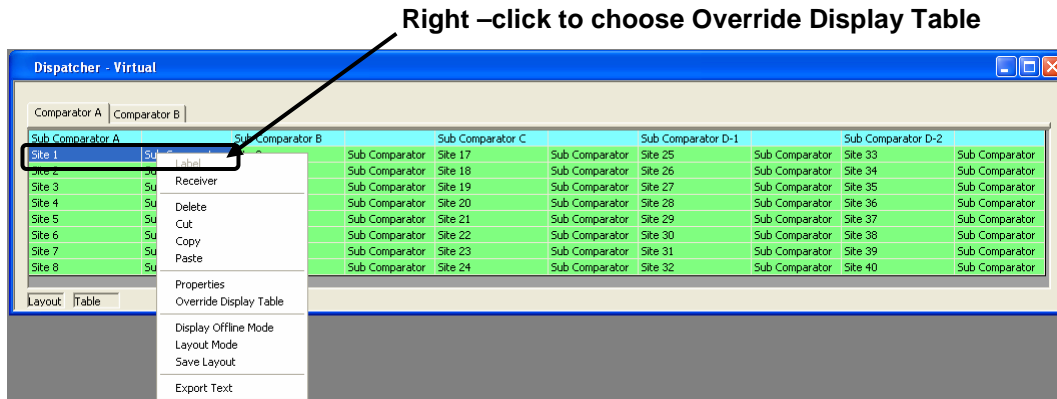 Right –click to choose Override Display Table
Dispatcher - Virtual
Comparator A Comparator B
Sub Comparator A Sub Comparator B Sub Comparator C Sub Comparator D-1 Sub Comparator D-2
Site 1 Sub Comparator Site 17 Sub Comparator Site 25 Sub Comparator Site 33 Sub Comparator
Site 2 Sub Comparator Site 18 Sub Comparator Site 26 Sub Comparator Site 34 Sub Comparator
Site 3 Su Sub Comparator Site 19 Sub Comparator Site 27 Sub Comparator Site 35 Sub Comparator
Site 4 Su Sub Comparator Site 20 Sub Comparator Site 28 Sub Comparator Site 36 Sub Comparator
Site 5 Su Sub Comparator Site 21 Sub Comparator Site 29 Sub Comparator Site 37 Sub Comparator
Site 6 Su Sub Comparator Site 22 Sub Comparator Site 30 Sub Comparator Site 38 Sub Comparator
Site 7 Su Sub Comparator Site 23 Sub Comparator Site 31 Sub Comparator Site 39 Sub Comparator
Site 8 Su Sub Comparator Site 24 Sub Comparator Site 32 Sub Comparator Site 40 Sub Comparator
Label
Receiver
Delete
Cut
Copy
Paste
Properties
Override Display Table
Display Offline Mode
Layout Mode
Save Layout
Export Text
Layout Table